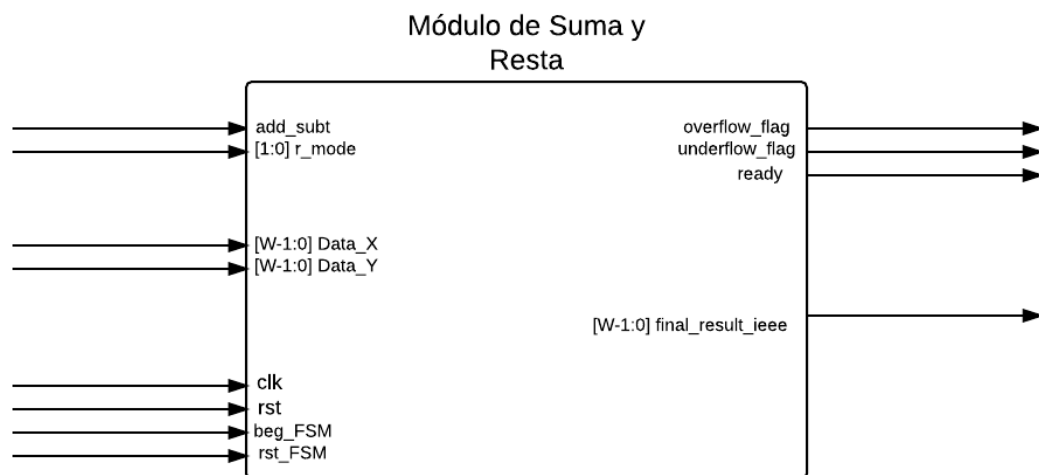 Módulo de Suma y
Resta
add_subt
[1:0] r_mode
[W-1:0] Data_X
[W-1:0] Data_Y
clk
rst
beg_FSM
rst_FSM
overflow_flag
underflow_flag
ready
[W-1:0] final_result_ieee